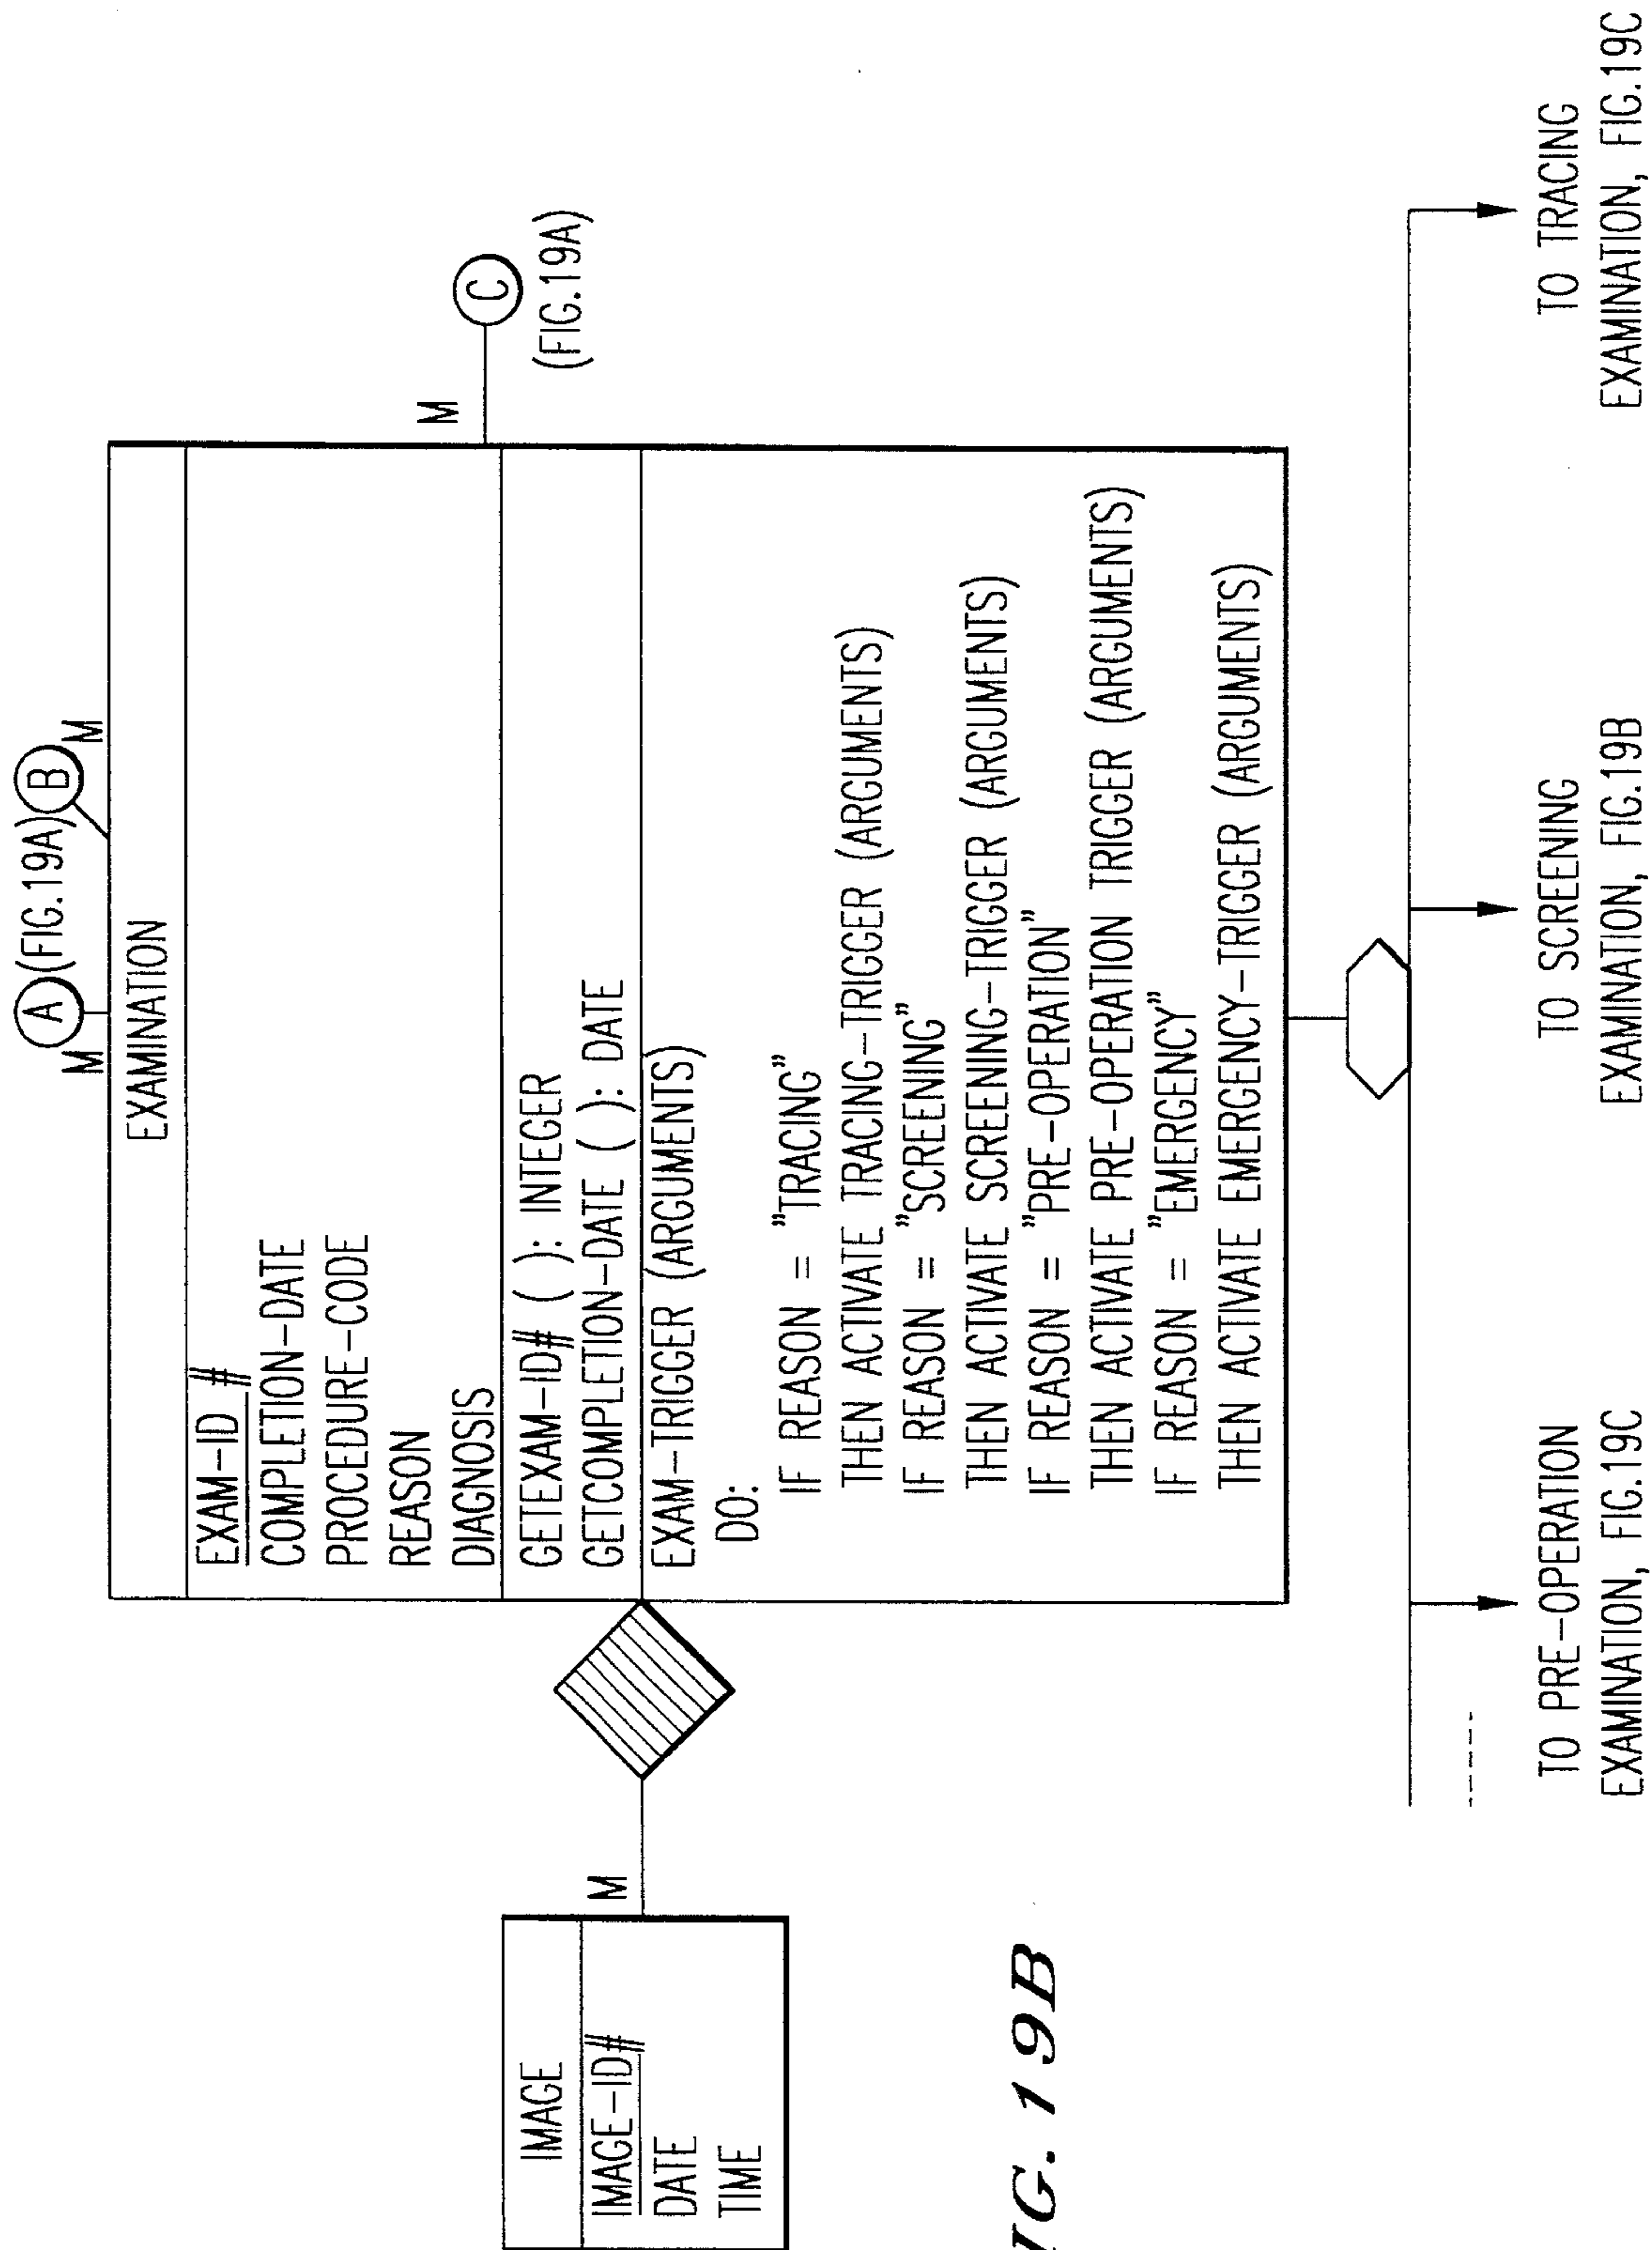 A
(FIG.19A)
B
M
M
EXAMINATION
EXAM-ID #
COMPLETION-DATE
PROCEDURE-CODE
REASON
DIAGNOSIS
GETEXAM-ID# ( ): INTEGER
GETCOMPLETION-DATE ( ): DATE
EXAM-TRIGGER (ARGUMENTS)
DO:
IF REASON = "TRACING"
THEN ACTIVATE TRACING-TRIGGER (ARGUMENTS)
IF REASON = "SCREENING"
THEN ACTIVATE SCREENING-TRIGGER (ARGUMENTS)
IF REASON = "PRE-OPERATION"
THEN ACTIVATE PRE-OPERATION TRIGGER (ARGUMENTS)
IF REASON = "EMERGENCY"
THEN ACTIVATE EMERGENCY-TRIGGER (ARGUMENTS)
M
C
(FIG.19A)
IMAGE
IMAGE-ID#
DATE
TIME
M
TO PRE-OPERATION
EXAMINATION, FIG.19C
TO SCREENING
EXAMINATION, FIG.19B
TO TRACING
EXAMINATION, FIG.19C
IG. 19B